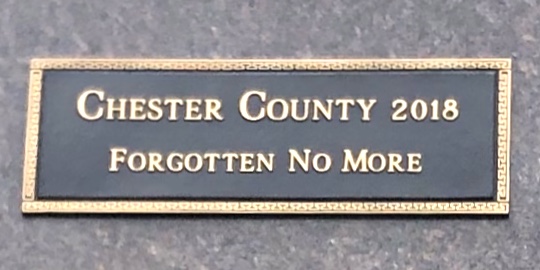 CHESTER COUNTY 2018
FORGOTTEN NO MORE